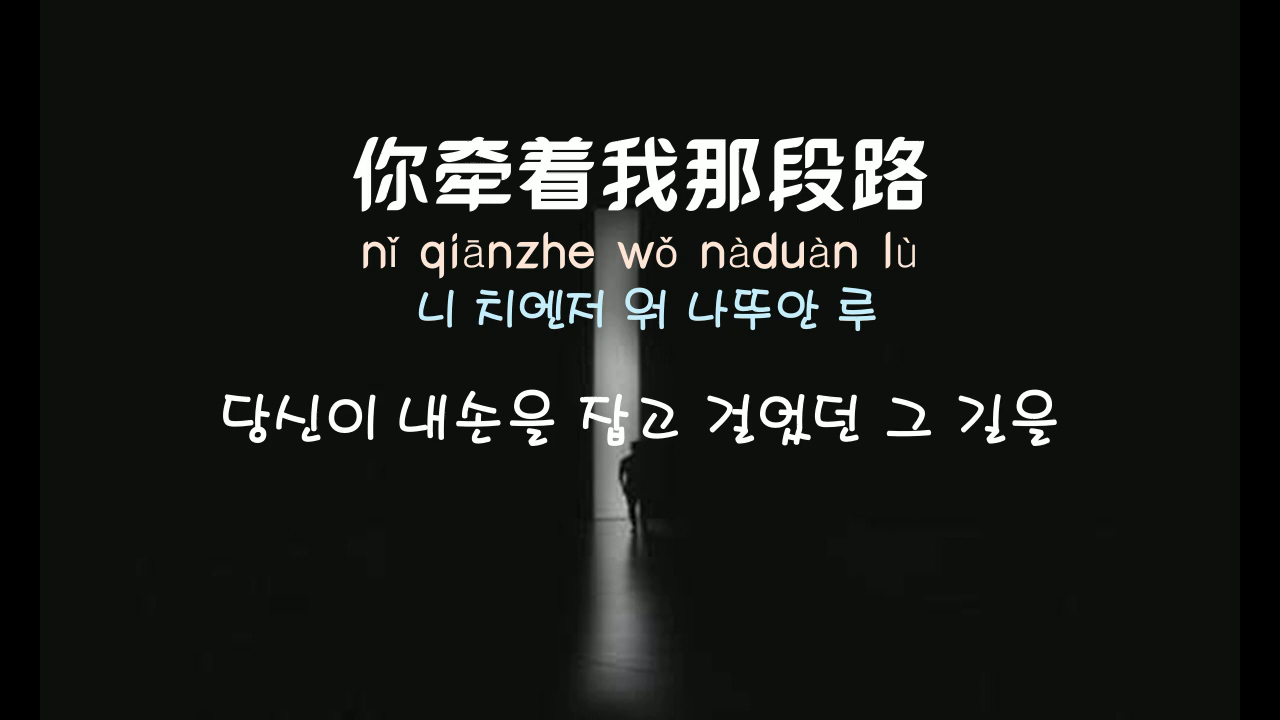 你牵着我那段路
nǐ qiānzhe wǒ nàduàn lù
니 치엔저 워 나뚜안 루
당신이 내손을 잡고 걸었던 그 길을